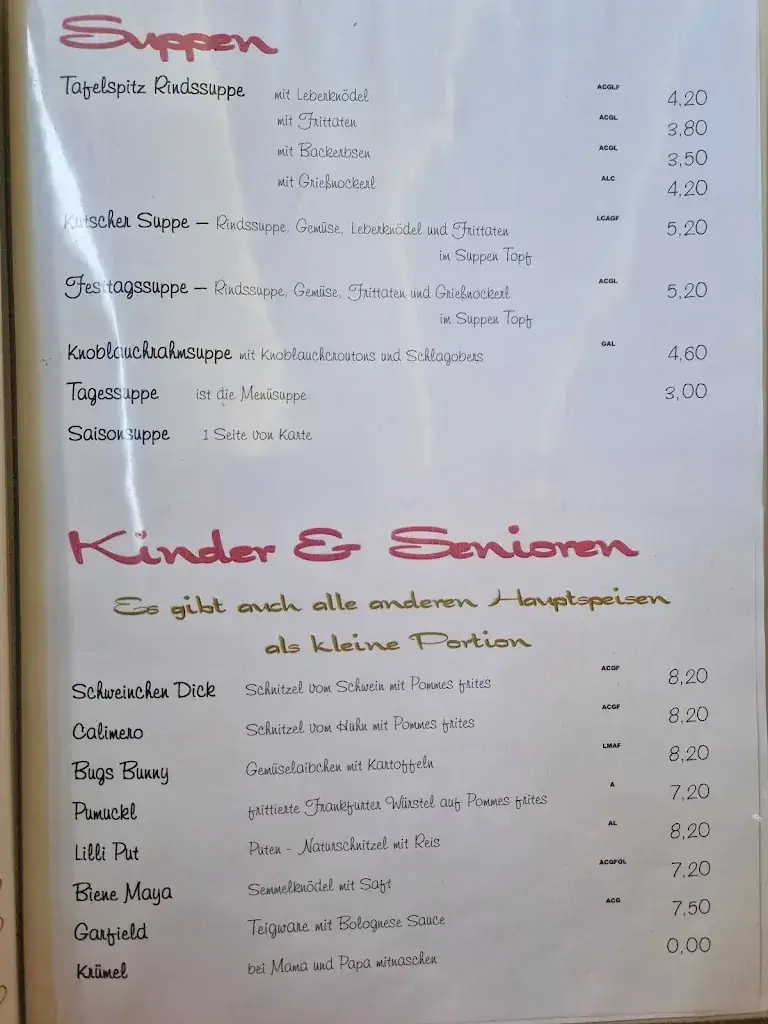 Suppen
Tafelspitz Rindssuppe mit Leberknödel ACGLF 4,20
mit Frittaten ACGL 3,80
mit Backerbsen ACGL 3,50
mit Grießnockerl ALC 4,20
Kutscher Suppe – Rindssuppe, Gemüse, Leberknödel und Frittaten LCAGF 5,20
im Suppen Topf
Festtagssuppe – Rindssuppe, Gemüse, Frittaten und Grießnockerl ACGL 5,20
im Suppen Topf
Knoblauchrahmsuppe mit Knoblauchcroutons und Schlagobers GAL 4,60
Tagessuppe ist die Menüsuppe 3,00
Saisonsuppe 1 Seite von Karte
Kinder & Senioren
Es gibt auch alle anderen Hauptspeisen
als kleine Portion
Schweinchen Dick Schnitzel vom Schwein mit Pommes frites ACGF 8,20
Calimero Schnitzel vom Huhn mit Pommes frites ACGF 8,20
Bugs Bunny Gemüselaibchen mit Kartoffeln LMAF 8,20
Pumuckl frittierte Frankfurter Würstel auf Pommes frites A 7,20
Lilli Put Puten - Naturschnitzel mit Reis AL 8,20
Biene Maya Semmelknödel mit Saft ACGFOL 7,20
Garfield Teigware mit Bolognese Sauce ACG 7,50
Krümel bei Mama und Papa mitnaschen 0,00